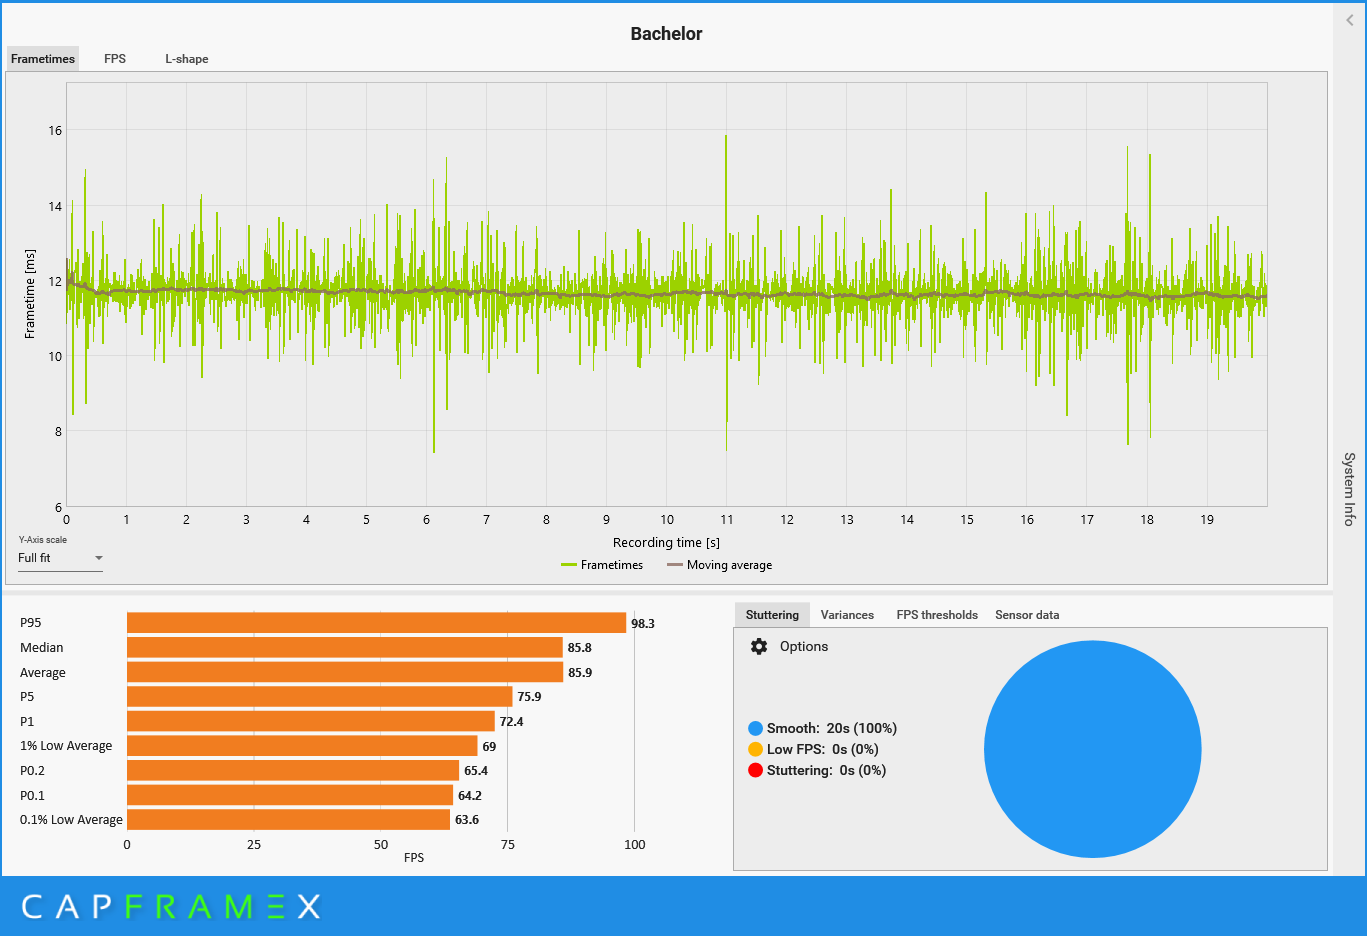 Bachelor
Frametimes FPS L-shape
Frametime [ms]
16
14
12
10
8
6
0 1 2 3 4 5 6 7 8 9 10 11 12 13 14 15 16 17 18 19
Recording time [s]
Y-Axis scale
Full fit
Frametimes Moving average
System Info
P95 98.3
Median 85.8
Average 85.9
P5 75.9
P1 72.4
1% Low Average 69
P0.2 65.4
P0.1 64.2
0.1% Low Average 63.6
0 25 50 75 100
FPS
Stuttering Variances FPS thresholds Sensor data
Options
Smooth: 20s (100%)
Low FPS: 0s (0%)
Stuttering: 0s (0%)
CAPFRAMEX